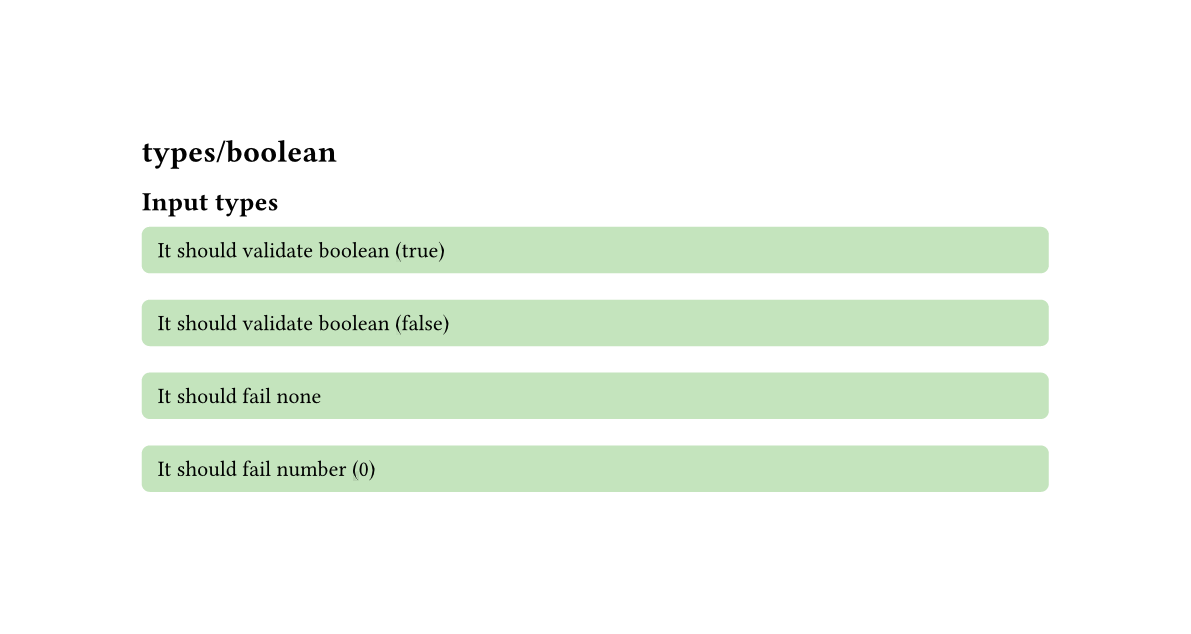 types/boolean
Input types
It should validate boolean (true)
It should validate boolean (false)
It should fail none
It should fail number (0)